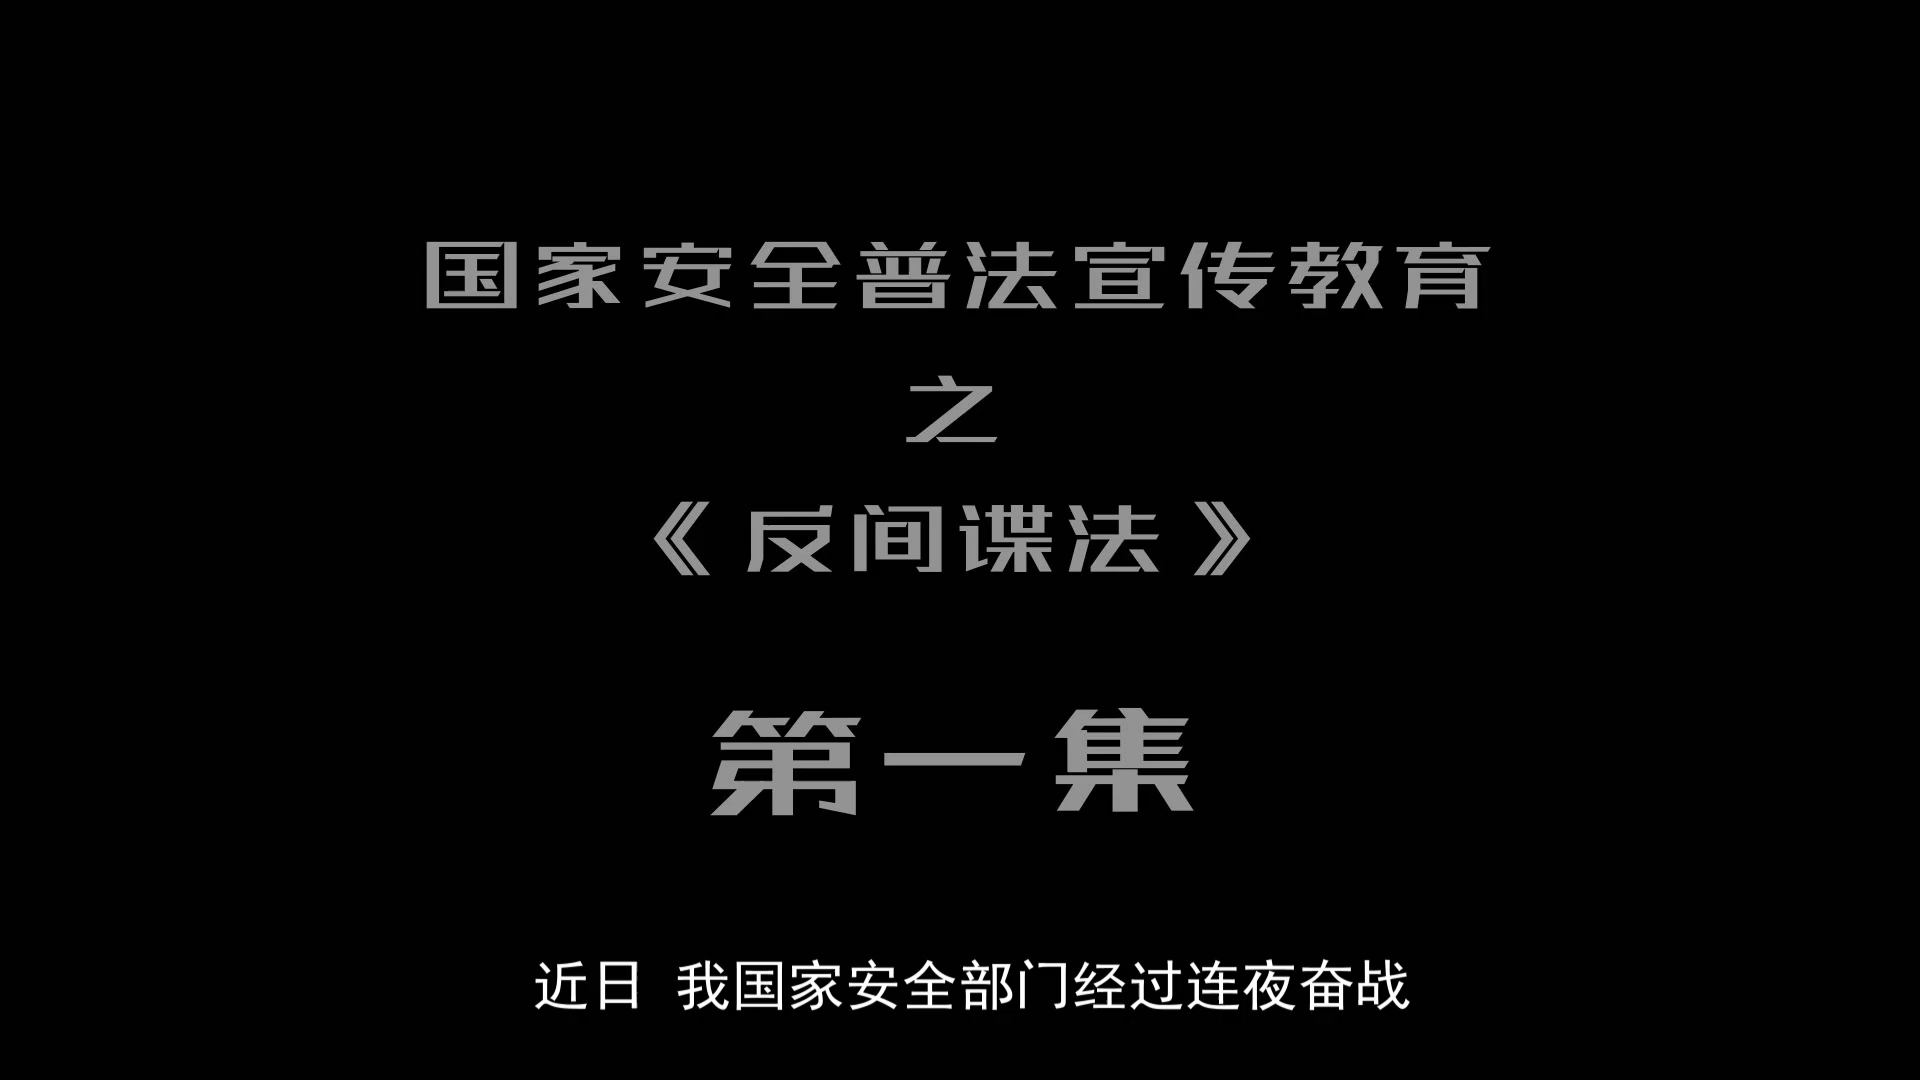 国家安全普法宣传教育
之
《反间谍法》
第一集
近日 我国家安全部门经过连夜奋战